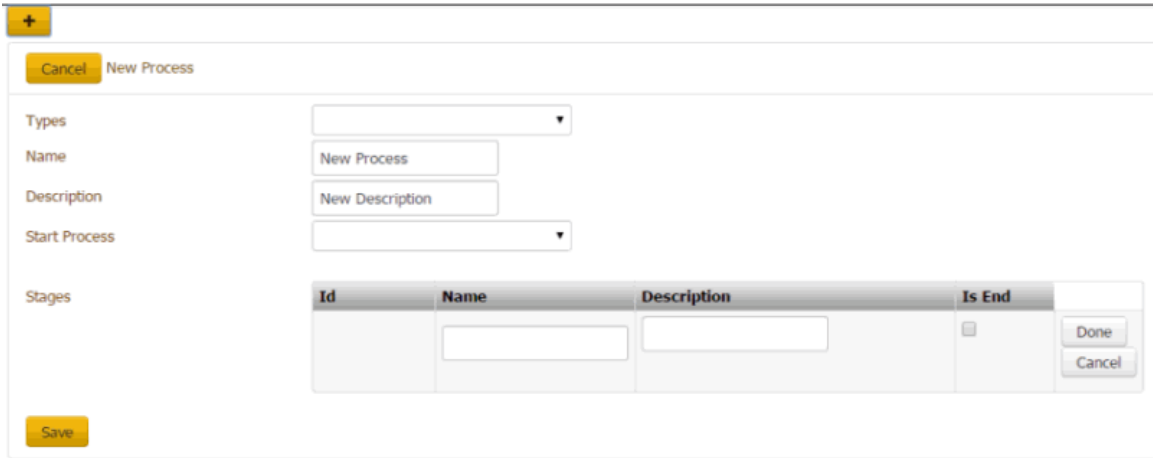 +
Cancel New Process
Types
Name New Process
Description New Description
Start Process
Stages Id Name Description Is End
Done
Cancel
Save